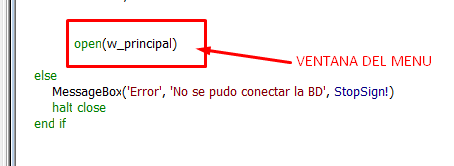 open(w_principal)
VENTANA DEL MENU
else
MessageBox('Error', 'No se pudo conectar la BD', StopSign!)
halt close
end if